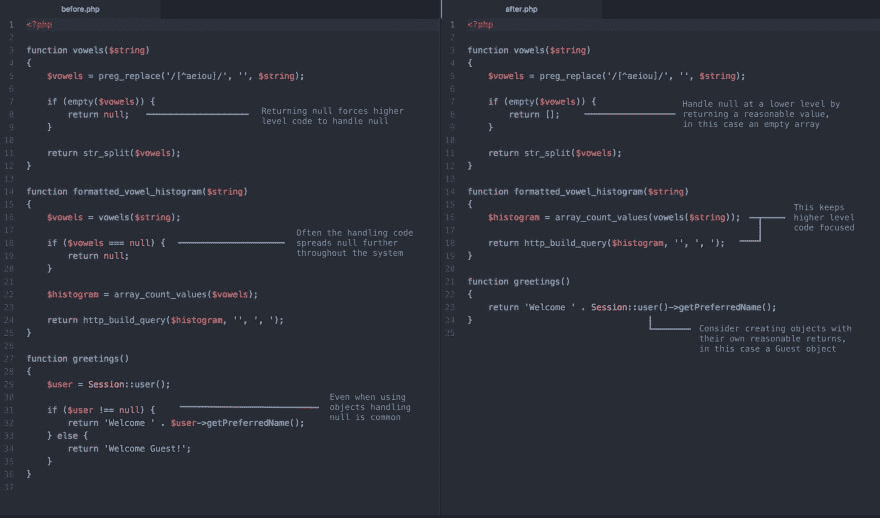 before.php
1 <?php
2
3 function vowels($string)
4 {
5     $vowels = preg_replace('/[^aeiou]/', '', $string);
6
7     if (empty($vowels)) {
8         return null;
Returning null forces higher
level code to handle null
9     }
10
11     return str_split($vowels);
12 }
13
14 function formatted_vowel_histogram($string)
15 {
16     $vowels = vowels($string);
17
18     if ($vowels === null) {
19         return null;
Often the handling code
spreads null further
throughout the system
20     }
21
22     $histogram = array_count_values($vowels);
23
24     return http_build_query($histogram, '', ', ');
25 }
26
27 function greetings()
28 {
29     $user = Session::user();
30
31     if ($user !== null) {
32         return 'Welcome ' . $user->getPreferredName();
Even when using
objects handling
null is common
33     } else {
34         return 'Welcome Guest!';
35     }
36 }
37
after.php
1 <?php
2
3 function vowels($string)
4 {
5     $vowels = preg_replace('/[^aeiou]/', '', $string);
6
7     if (empty($vowels)) {
8         return [];
Handle null at a lower level by
returning a reasonable value,
in this case an empty array
9     }
10
11     return str_split($vowels);
12 }
13
14 function formatted_vowel_histogram($string)
15 {
16     $histogram = array_count_values(vowels($string));
17
18     return http_build_query($histogram, '', ', ');
This keeps
higher level
code focused
19 }
20
21 function greetings()
22 {
23     return 'Welcome ' . Session::user()->getPreferredName();
24 }
25
Consider creating objects with
their own reasonable returns,
in this case a Guest object